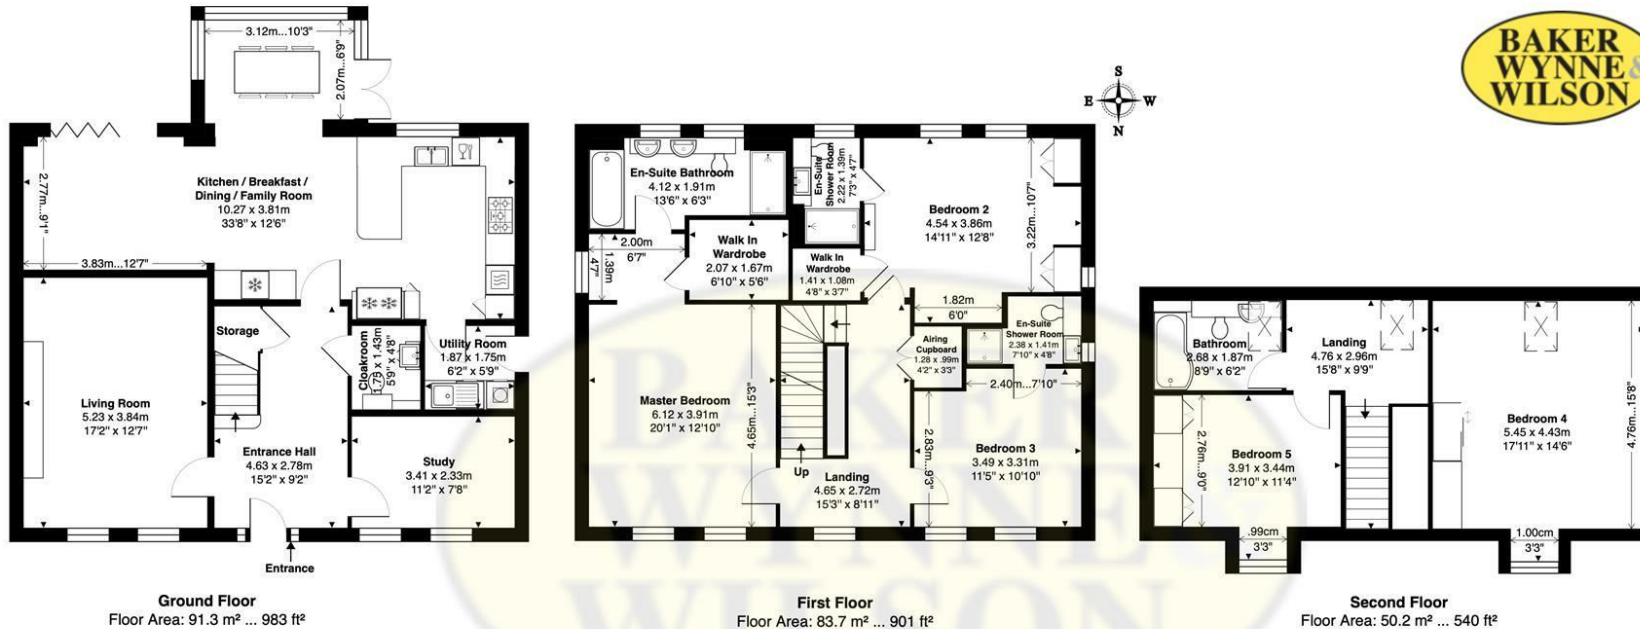 BAKER
WYNNE &
WILSON
S
E W
N
3.12m...10'3"
2.07m...6'9"
Kitchen / Breakfast /
Dining / Family Room
10.27 x 3.81m
33'8" x 12'6"
2.77m...9'1"
3.83m...12'7"
Storage
Cloakroom
1.75 x 1.43m
5'9" x 4'8"
Utility Room
1.87 x 1.75m
6'2" x 5'9"
Living Room
5.23 x 3.84m
17'2" x 12'7"
Entrance Hall
4.63 x 2.78m
15'2" x 9'2"
Study
3.41 x 2.33m
11'2" x 7'8"
Entrance
Ground Floor
Floor Area: 91.3 m² ... 983 ft²
En-Suite Bathroom
4.12 x 1.91m
13'6" x 6'3"
En-Suite
Shower Room
2.22 x 1.39m
7'3" x 4'7"
Bedroom 2
4.54 x 3.86m
14'11" x 12'8"
3.22m...10'7"
2.00m
6'7"
1.39m
4'7"
Walk In
Wardrobe
2.07 x 1.67m
6'10" x 5'6"
Walk In
Wardrobe
1.41 x 1.08m
4'8" x 3'7"
1.82m
6'0"
En-Suite
Shower Room
2.38 x 1.41m
7'10" x 4'8"
Airing
Cupboard
1.28 x .99m
4'2" x 3'3"
2.40m...7'10"
Master Bedroom
6.12 x 3.91m
20'1" x 12'10"
4.65m...15'3"
Up
Landing
4.65 x 2.72m
15'3" x 8'11"
2.83m...9'3"
Bedroom 3
3.49 x 3.31m
11'5" x 10'10"
First Floor
Floor Area: 83.7 m² ... 901 ft²
Bathroom
2.68 x 1.87m
8'9" x 6'2"
Landing
4.76 x 2.96m
15'8" x 9'9"
Bedroom 4
5.45 x 4.43m
17'11" x 14'6"
4.76m...15'8"
2.76m...9'0"
Bedroom 5
3.91 x 3.44m
12'10" x 11'4"
.99cm
3'3"
1.00cm
3'3"
Second Floor
Floor Area: 50.2 m² ... 540 ft²
BAKER
WYNNE &
WILSON